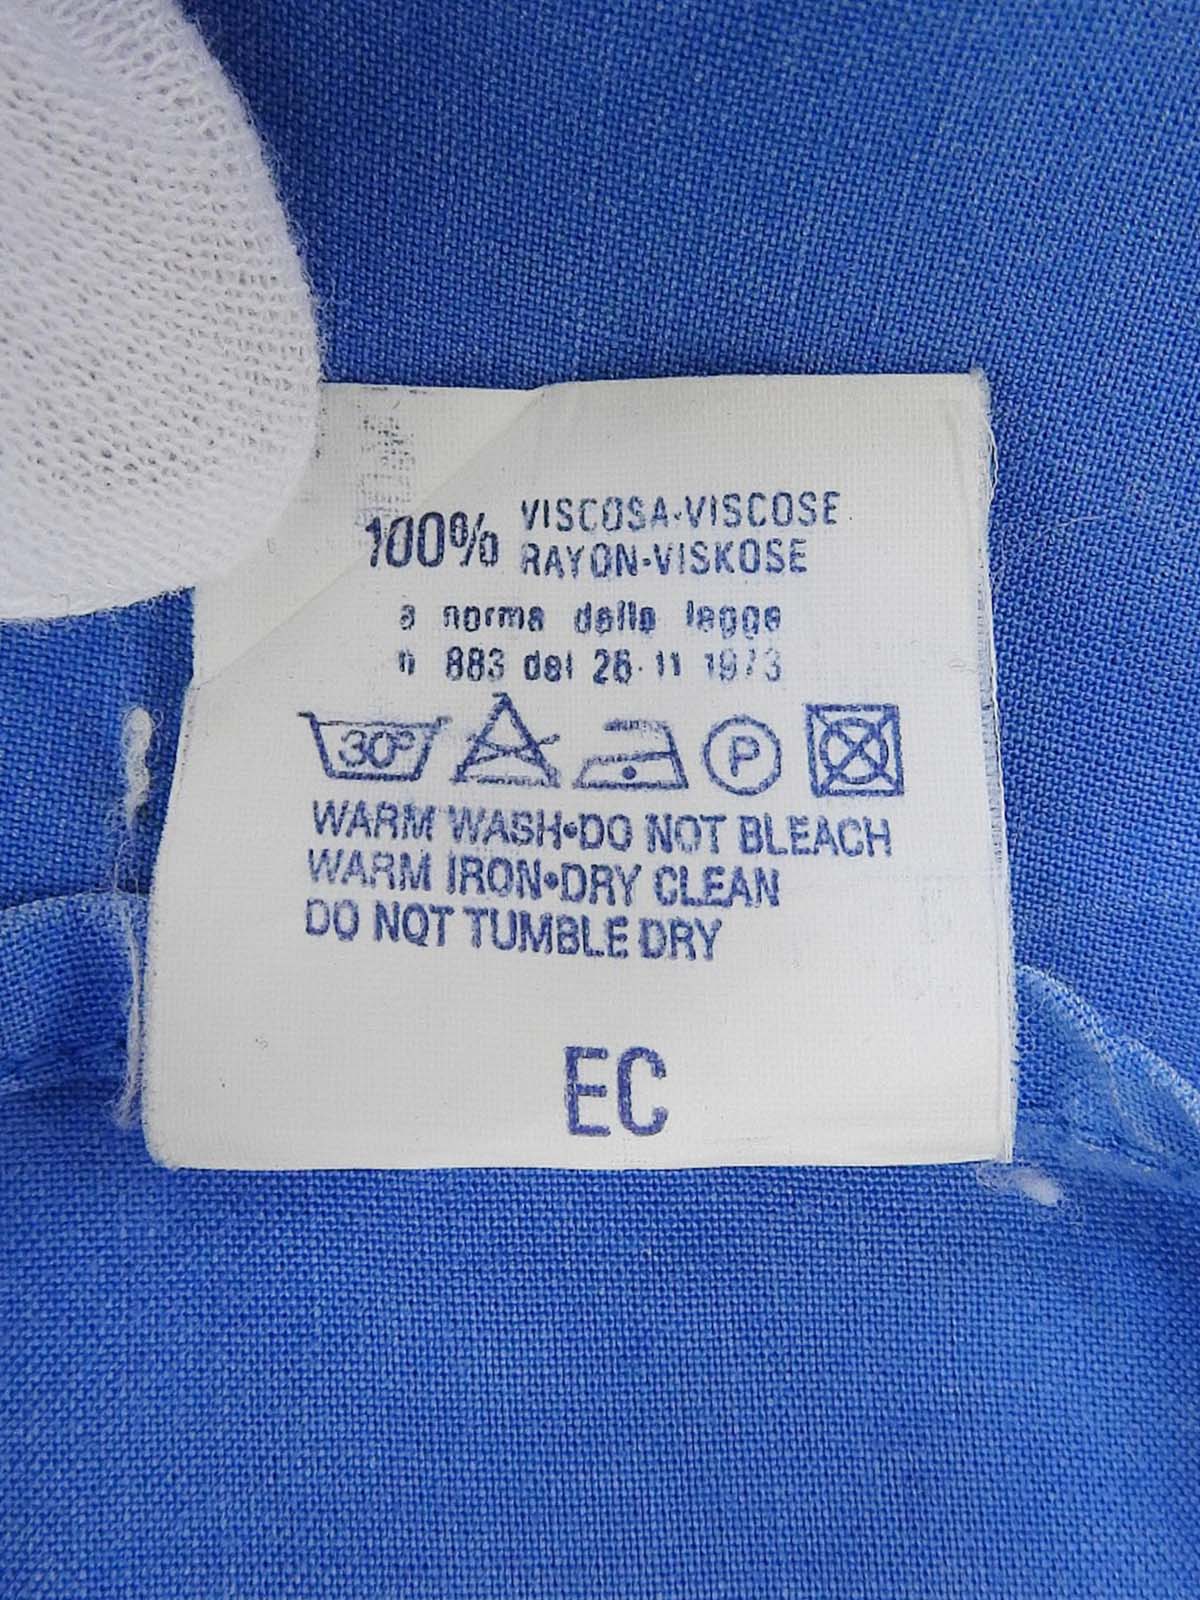 100% VISCOSA-VISCOSE
RAYON-VISKOSE
a norma della legge
n 883 del 26·11 1973
30° P
WARM WASH•DO NOT BLEACH
WARM IRON•DRY CLEAN
DO NOT TUMBLE DRY
EC